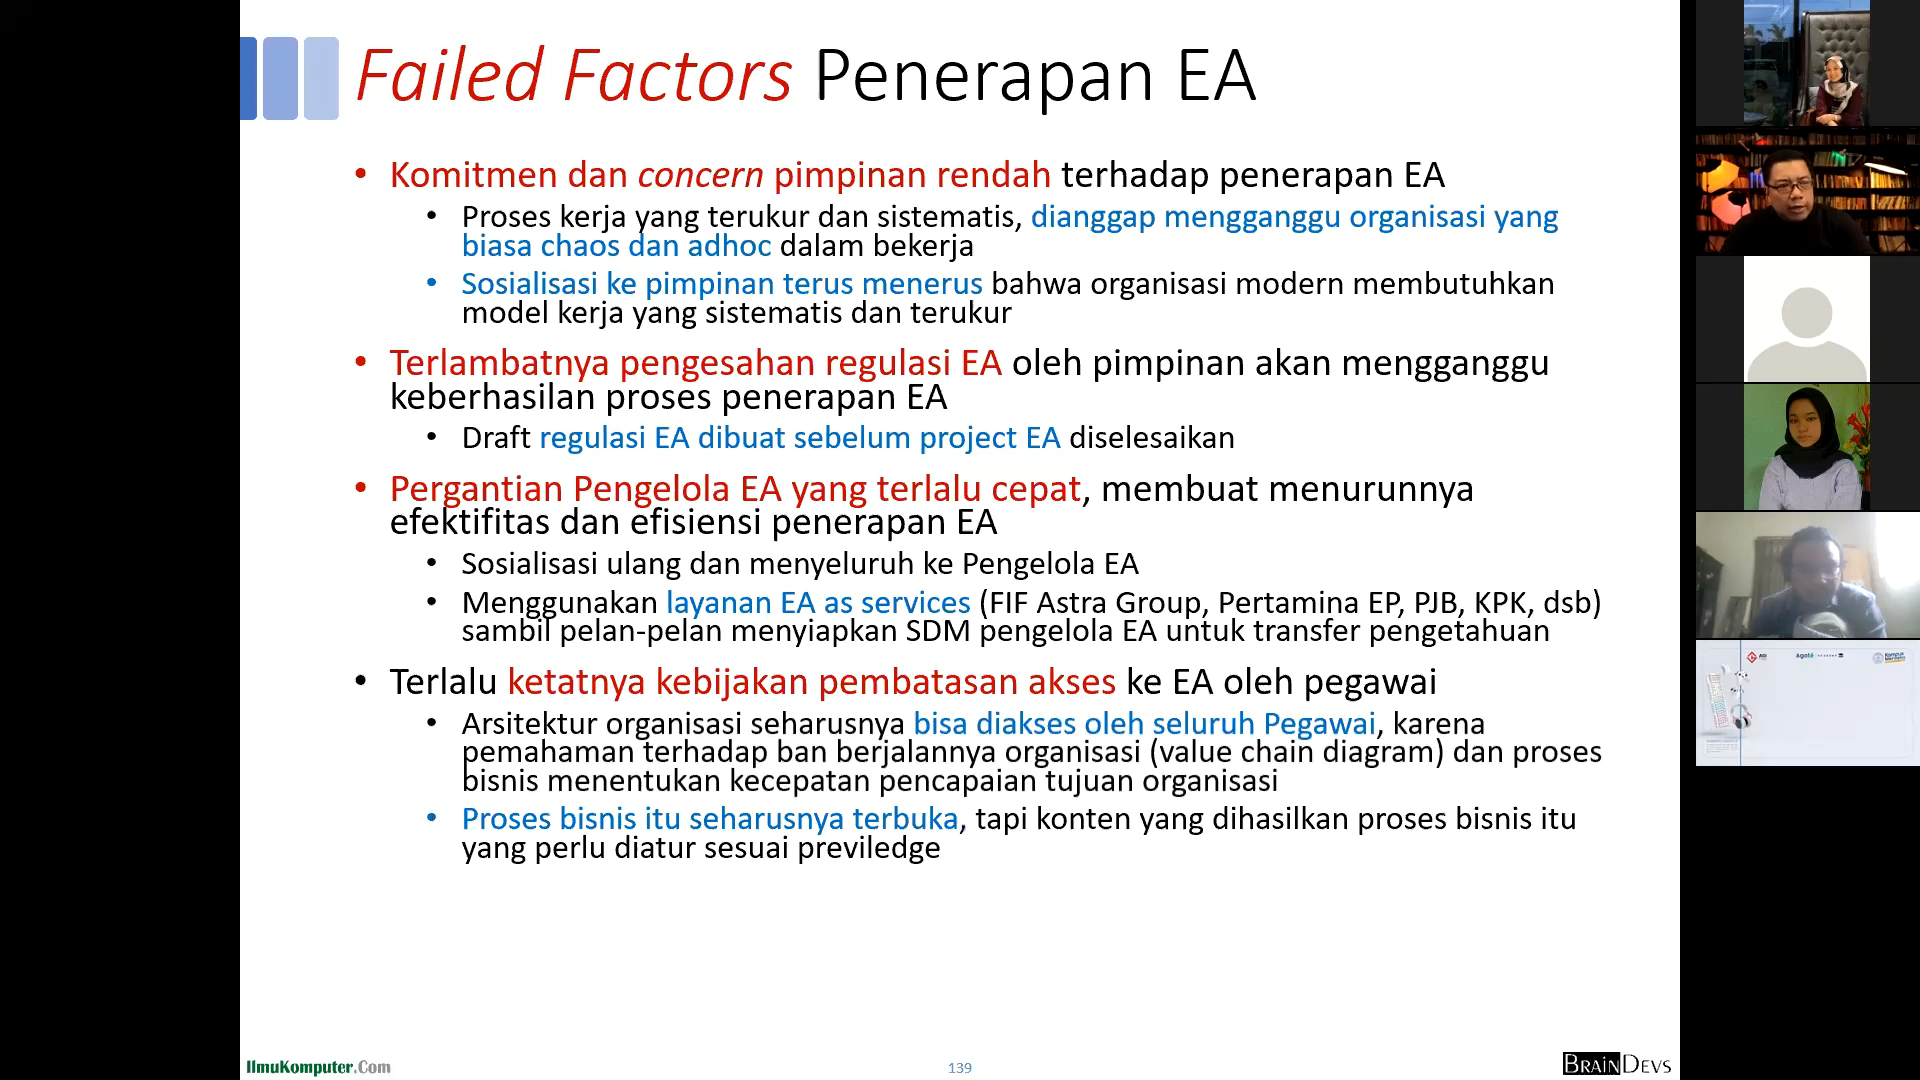 Failed Factors Penerapan EA
• Komitmen dan concern pimpinan rendah terhadap penerapan EA
• Proses kerja yang terukur dan sistematis, dianggap mengganggu organisasi yang
biasa chaos dan adhoc dalam bekerja
• Sosialisasi ke pimpinan terus menerus bahwa organisasi modern membutuhkan
model kerja yang sistematis dan terukur
• Terlambatnya pengesahan regulasi EA oleh pimpinan akan mengganggu
keberhasilan proses penerapan EA
• Draft regulasi EA dibuat sebelum project EA diselesaikan
• Pergantian Pengelola EA yang terlalu cepat, membuat menurunnya
efektifitas dan efisiensi penerapan EA
• Sosialisasi ulang dan menyeluruh ke Pengelola EA
• Menggunakan layanan EA as services (FIF Astra Group, Pertamina EP, PJB, KPK, dsb)
sambil pelan-pelan menyiapkan SDM pengelola EA untuk transfer pengetahuan
• Terlalu ketatnya kebijakan pembatasan akses ke EA oleh pegawai
• Arsitektur organisasi seharusnya bisa diakses oleh seluruh Pegawai, karena
pemahaman terhadap ban berjalannya organisasi (value chain diagram) dan proses
bisnis menentukan kecepatan pencapaian tujuan organisasi
• Proses bisnis itu seharusnya terbuka, tapi konten yang dihasilkan proses bisnis itu
yang perlu diatur sesuai previledge
IlmuKomputer.Com
139
BRAINDEVS
AGI
Agate